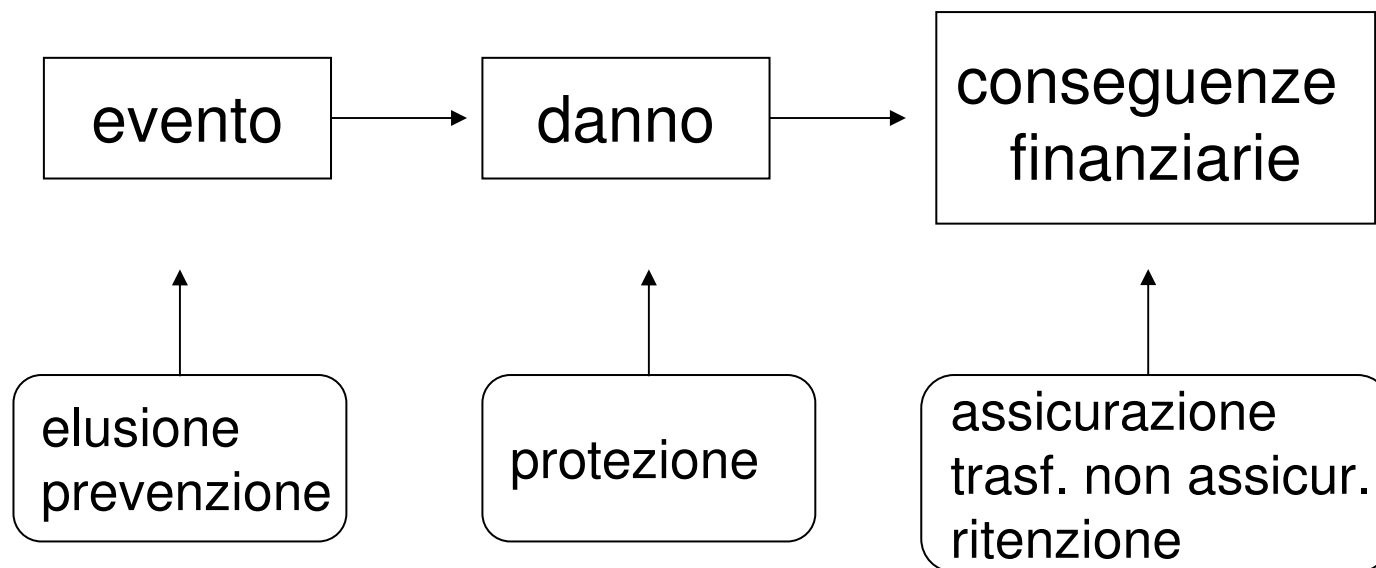 evento
danno
conseguenze
finanziarie
elusione
prevenzione
protezione
assicurazione
trasf. non assicur.
ritenzione